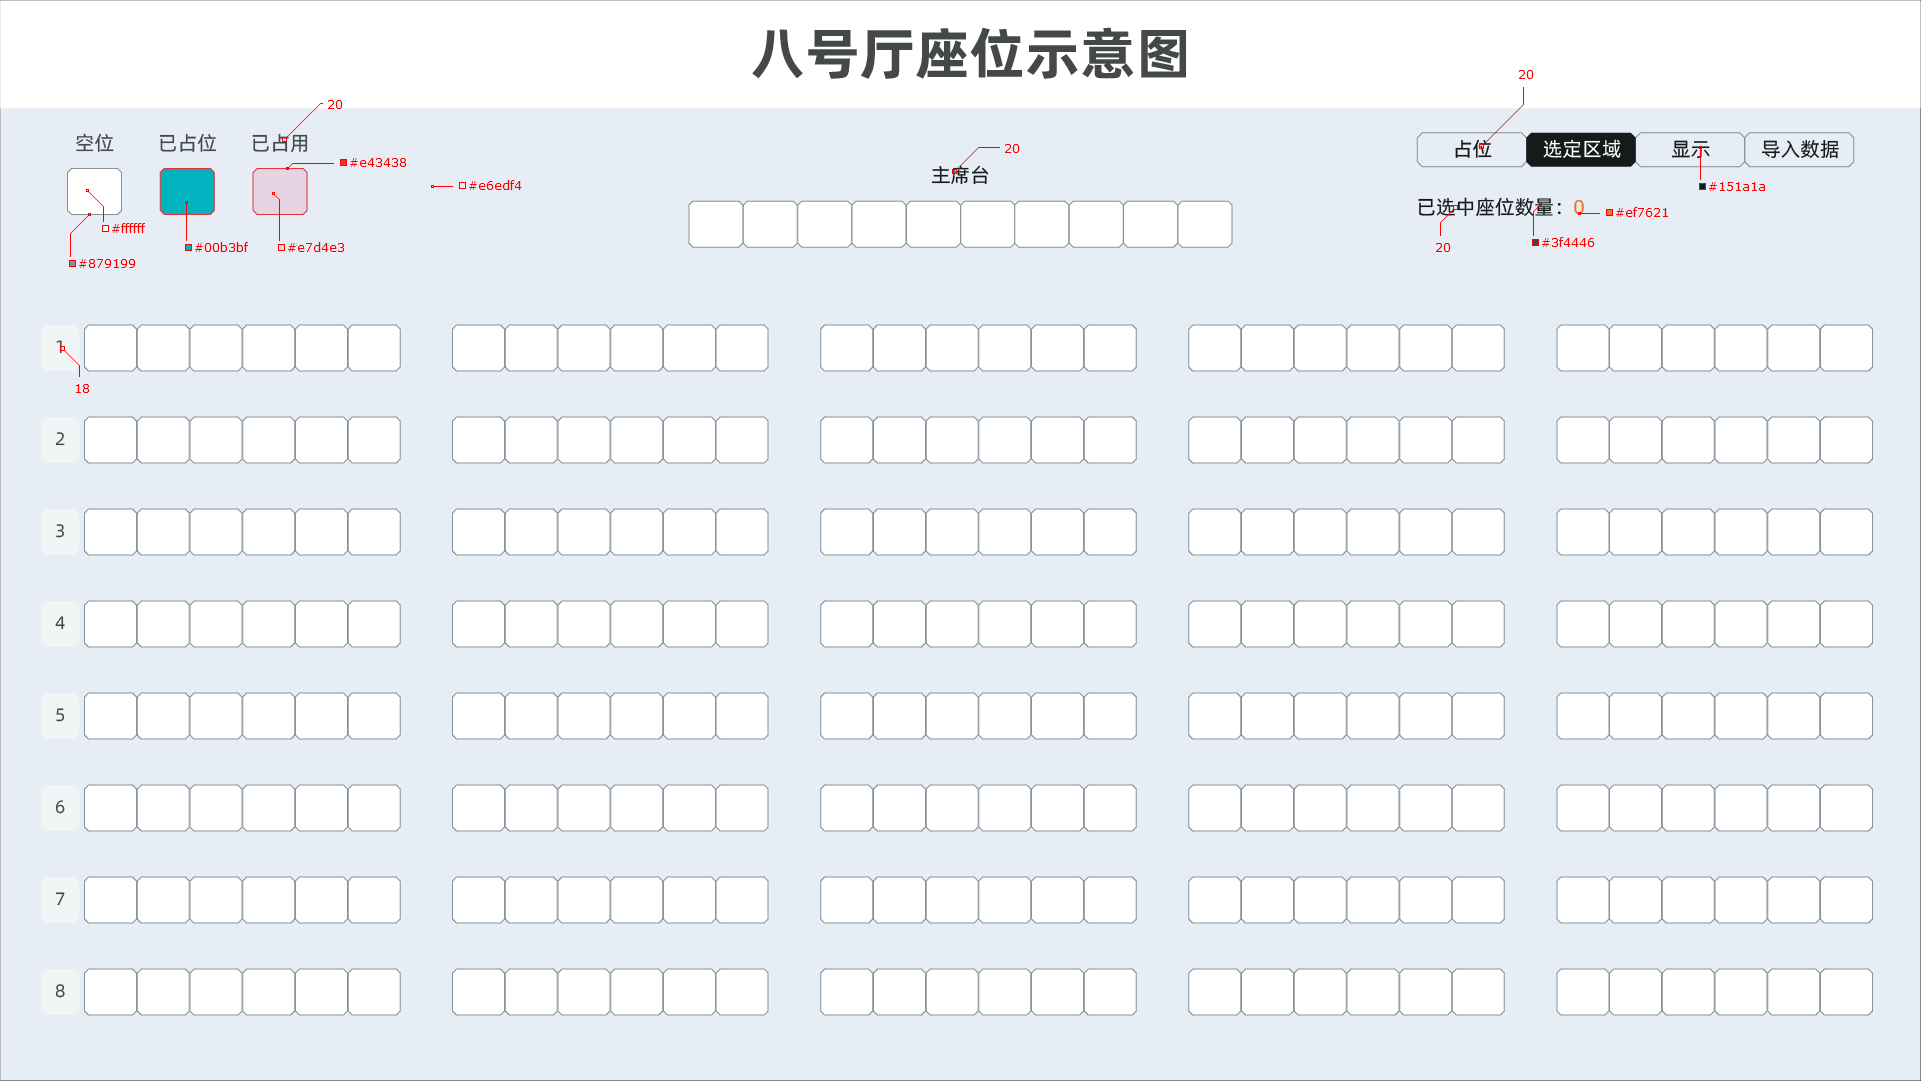 八号厅座位示意图
20
20
空位 已占位 已占用
#e43438
20
主席台
占位 选定区域 显示 导入数据
#e6edf4
#151a1a
已选中座位数量：0
#ef7621
#ffffff
#00b3bf
#e7d4e3
20
#3f4446
#879199
1
18
2
3
4
5
6
7
8